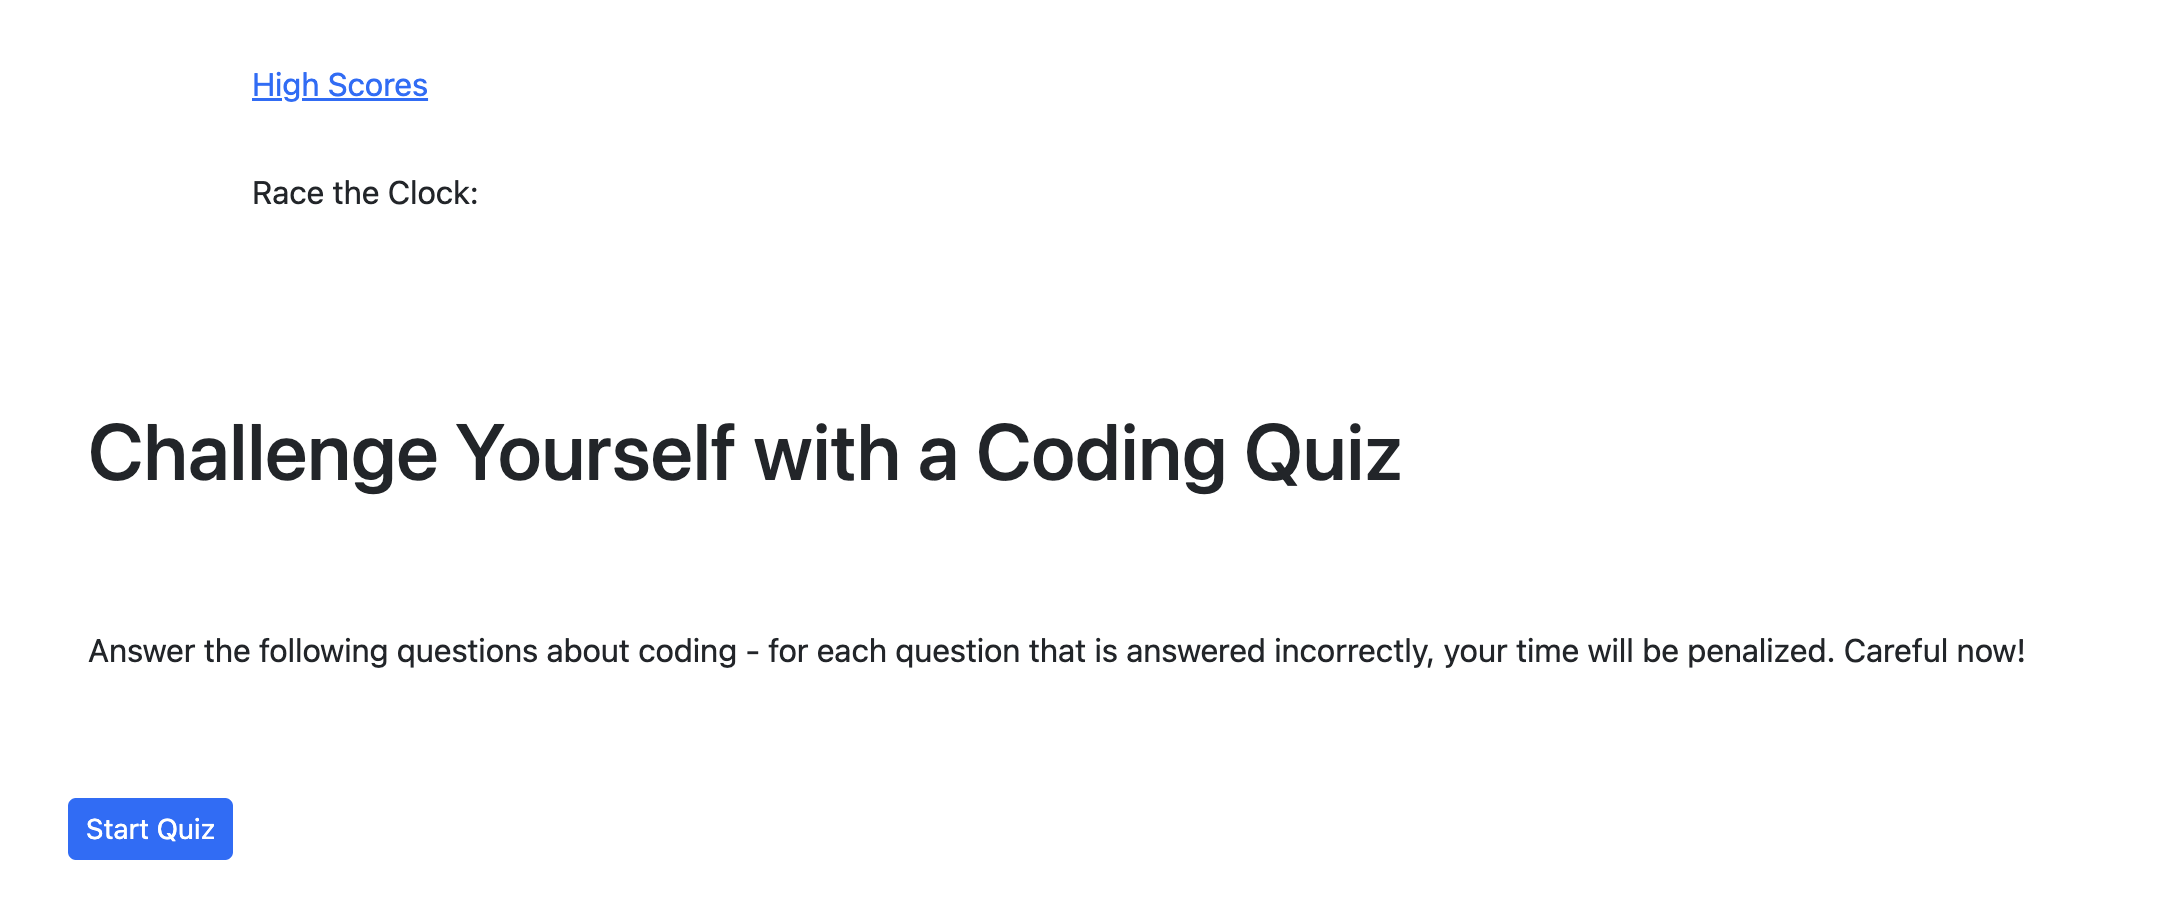 High Scores
Race the Clock:
Challenge Yourself with a Coding Quiz
Answer the following questions about coding - for each question that is answered incorrectly, your time will be penalized. Careful now!
Start Quiz